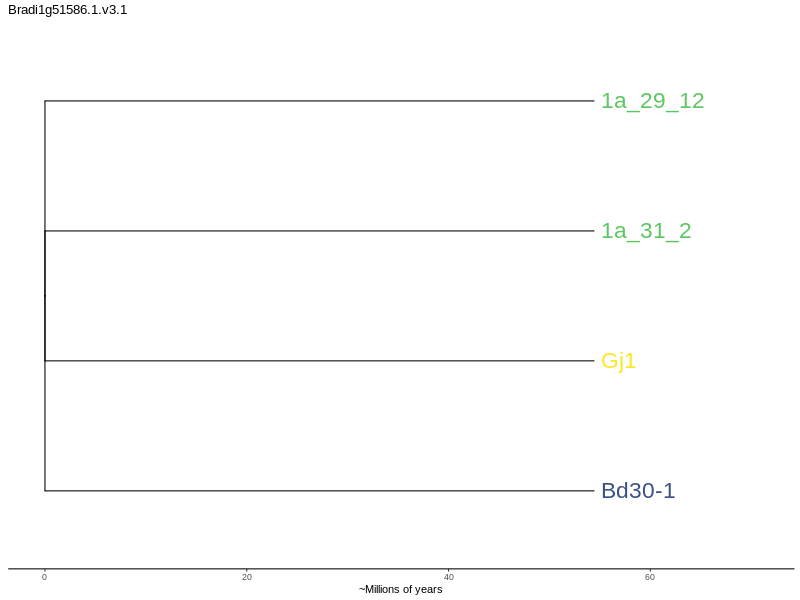 Bradi1g51586.1.v3.1
1a_29_12
1a_31_2
Gj1
Bd30-1
0 20 40 60
~Millions of years